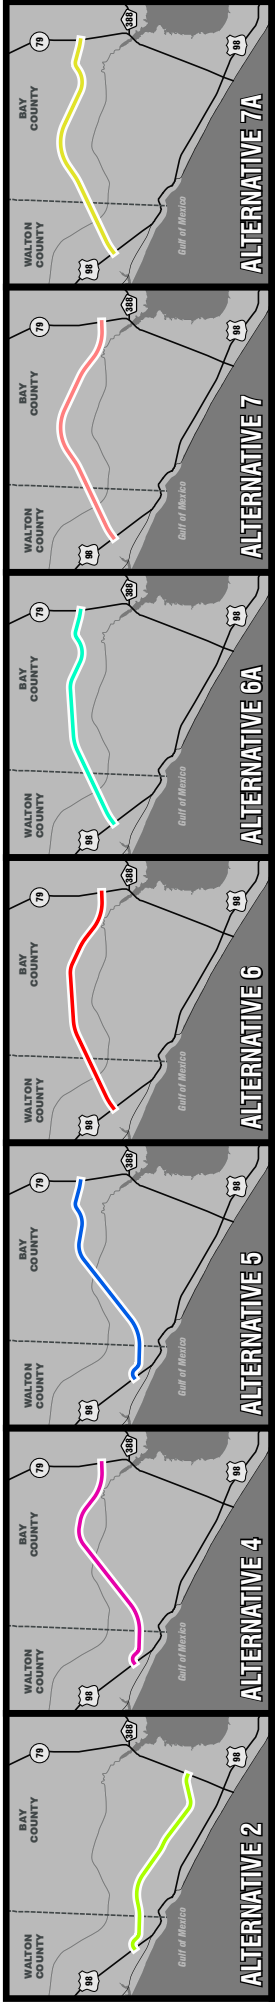 WALTON
COUNTY
BAY
COUNTY
79
98
388
98
Gulf of Mexico
ALTERNATIVE 2
WALTON
COUNTY
BAY
COUNTY
79
98
388
98
Gulf of Mexico
ALTERNATIVE 4
WALTON
COUNTY
BAY
COUNTY
79
98
388
98
Gulf of Mexico
ALTERNATIVE 5
WALTON
COUNTY
BAY
COUNTY
79
98
388
98
Gulf of Mexico
ALTERNATIVE 6
WALTON
COUNTY
BAY
COUNTY
79
98
388
98
Gulf of Mexico
ALTERNATIVE 6A
WALTON
COUNTY
BAY
COUNTY
79
98
388
98
Gulf of Mexico
ALTERNATIVE 7
WALTON
COUNTY
BAY
COUNTY
79
98
388
98
Gulf of Mexico
ALTERNATIVE 7A